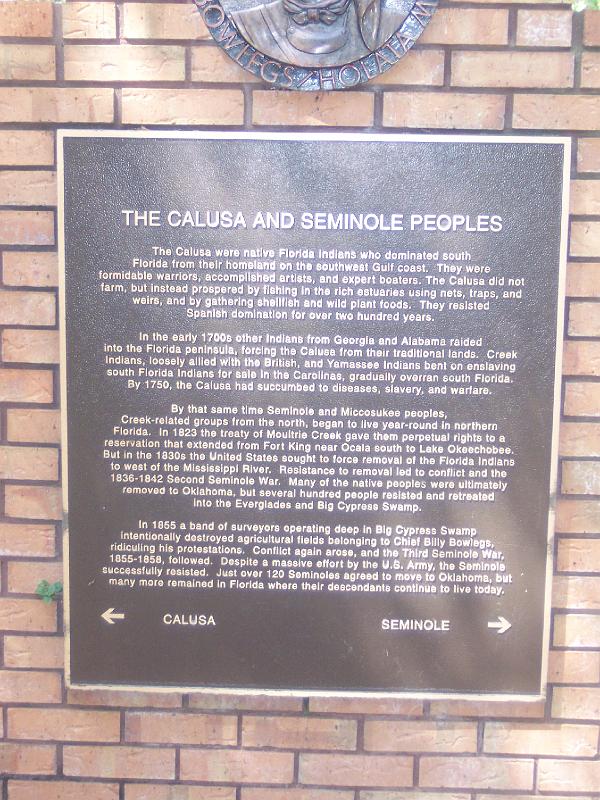 BOWLEGS/HOLATA M
THE CALUSA AND SEMINOLE PEOPLES
The Calusa were native Florida Indians who dominated south
Florida from their homeland on the southwest Gulf coast. They were
formidable warriors, accomplished artists, and expert boaters. The Calusa did not
farm, but instead prospered by fishing in the rich estuaries using nets, traps, and
weirs, and by gathering shellfish and wild plant foods. They resisted
Spanish domination for over two hundred years.
In the early 1700s other Indians from Georgia and Alabama raided
into the Florida peninsula, forcing the Calusa from their traditional lands. Creek
Indians, loosely allied with the British, and Yamassee Indians bent on enslaving
south Florida Indians for sale in the Carolinas, gradually overran south Florida.
By 1750, the Calusa had succumbed to diseases, slavery, and warfare.
By that same time Seminole and Miccosukee peoples,
Creek-related groups from the north, began to live year-round in northern
Florida. In 1823 the treaty of Moultrie Creek gave them perpetual rights to a
reservation that extended from Fort King near Ocala south to Lake Okeechobee.
But in the 1830s the United States sought to force removal of the Florida Indians
to west of the Mississippi River. Resistance to removal led to conflict and the
1836-1842 Second Seminole War. Many of the native peoples were ultimately
removed to Oklahoma, but several hundred people resisted and retreated
into the Everglades and Big Cypress Swamp.
In 1855 a band of surveyors operating deep in Big Cypress Swamp
intentionally destroyed agricultural fields belonging to Chief Billy Bowlegs,
ridiculing his protestations. Conflict again arose, and the Third Seminole War,
1855-1858, followed. Despite a massive effort by the U.S. Army, the Seminole
successfully resisted. Just over 120 Seminoles agreed to move to Oklahoma, but
many more remained in Florida where their descendants continue to live today.
← CALUSA SEMINOLE →